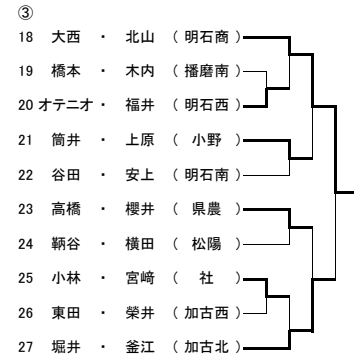 ③
18 大西 ・ 北山 （ 明石商 ）
19 橋本 ・ 木内 （ 播磨南 ）
20 オテニオ ・ 福井 （ 明石西 ）
21 筒井 ・ 上原 （ 小野 ）
22 谷田 ・ 安上 （ 明石南 ）
23 高橋 ・ 櫻井 （ 県農 ）
24 鞆谷 ・ 横田 （ 松陽 ）
25 小林 ・ 宮﨑 （ 社 ）
26 東田 ・ 榮井 （ 加古西 ）
27 堀井 ・ 釜江 （ 加古北 ）